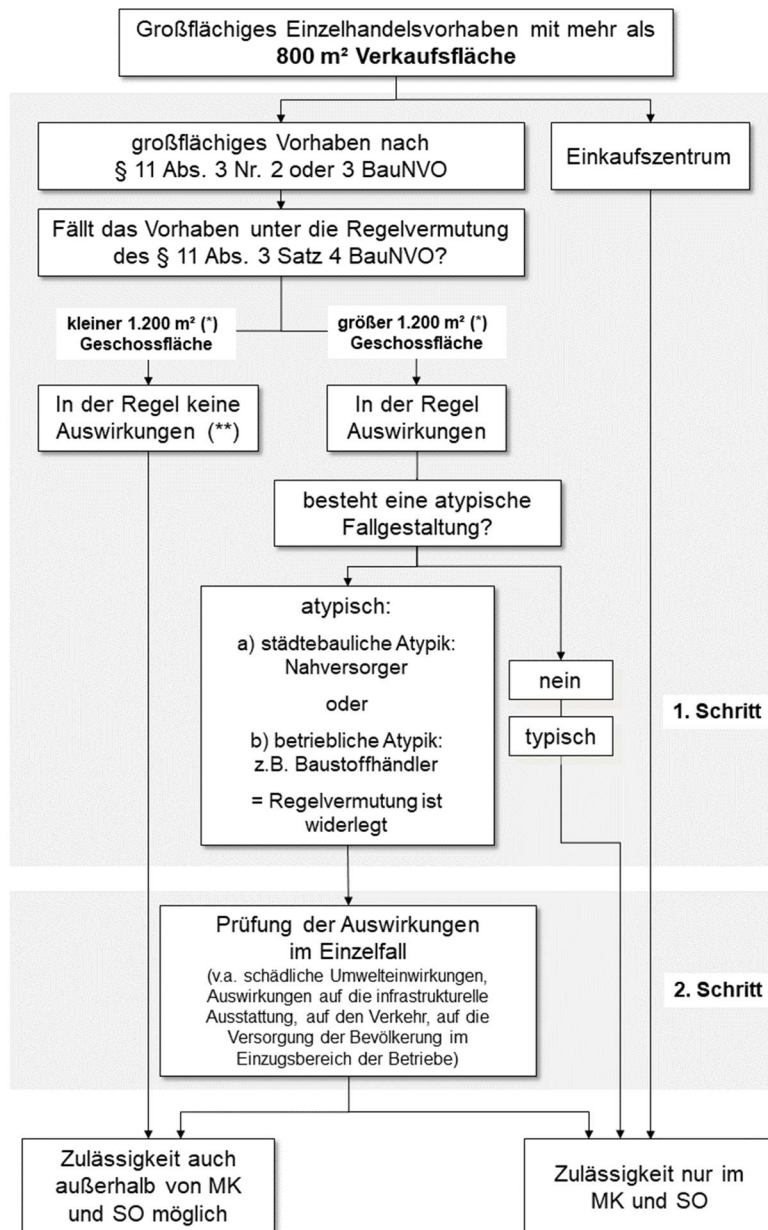 Großflächiges Einzelhandelsvorhaben mit mehr als
800 m² Verkaufsfläche
großflächiges Vorhaben nach
§ 11 Abs. 3 Nr. 2 oder 3 BauNVO
Einkaufszentrum
Fällt das Vorhaben unter die Regelvermutung
des § 11 Abs. 3 Satz 4 BauNVO?
kleiner 1.200 m² (*)
Geschossfläche
größer 1.200 m² (*)
Geschossfläche
In der Regel keine
Auswirkungen (**)
In der Regel
Auswirkungen
besteht eine atypische
Fallgestaltung?
atypisch:
a) städtebauliche Atypik:
Nahversorger
oder
b) betriebliche Atypik:
z.B. Baustoffhändler
= Regelvermutung ist
widerlegt
nein
typisch
1. Schritt
Prüfung der Auswirkungen
im Einzelfall
(v.a. schädliche Umwelteinwirkungen,
Auswirkungen auf die infrastrukturelle
Ausstattung, auf den Verkehr, auf die
Versorgung der Bevölkerung im
Einzugsbereich der Betriebe)
2. Schritt
Zulässigkeit auch
außerhalb von MK
und SO möglich
Zulässigkeit nur im
MK und SO